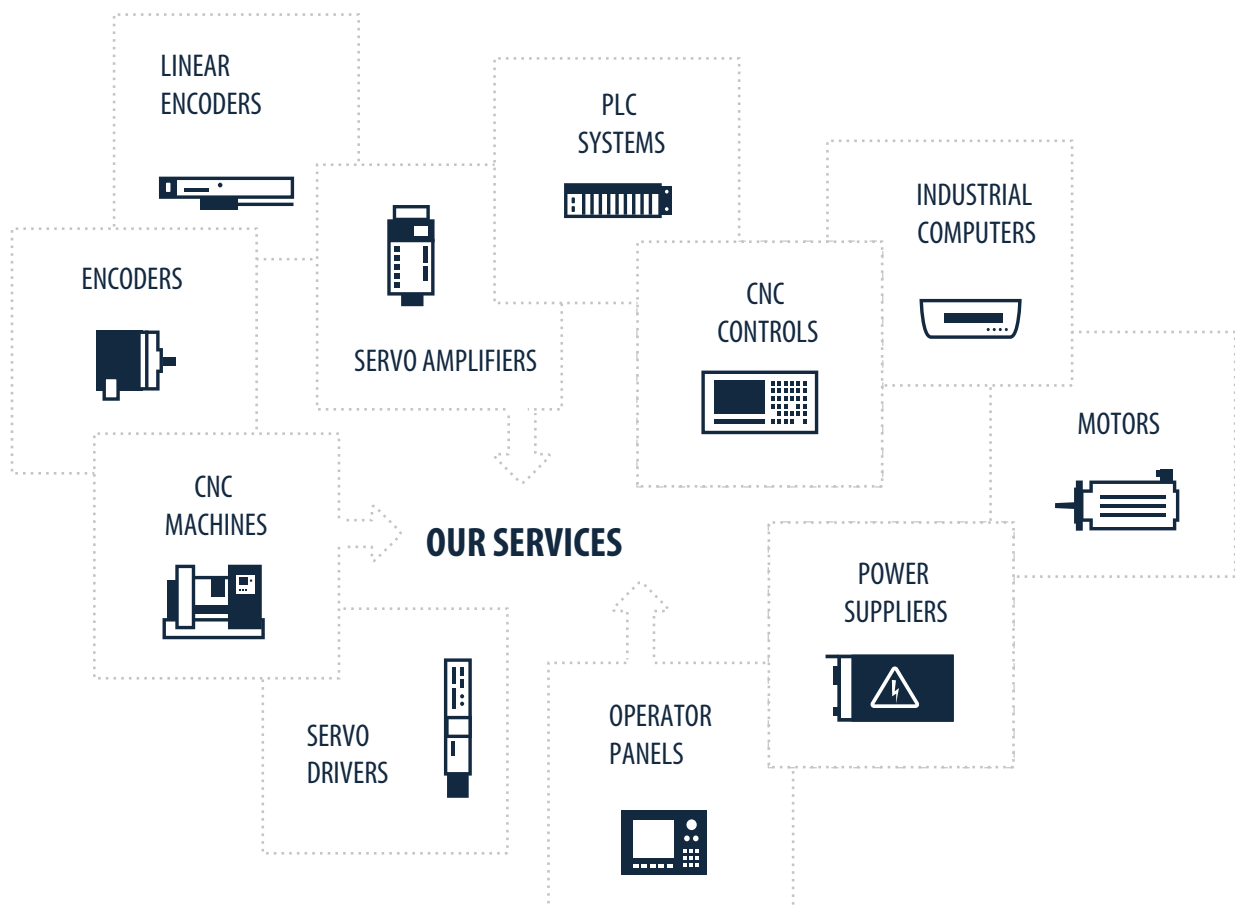 LINEAR
ENCODERS
PLC
SYSTEMS
INDUSTRIAL
COMPUTERS
ENCODERS
CNC
CONTROLS
SERVO AMPLIFIERS
MOTORS
CNC
MACHINES
OUR SERVICES
POWER
SUPPLIERS
OPERATOR
PANELS
SERVO
DRIVERS